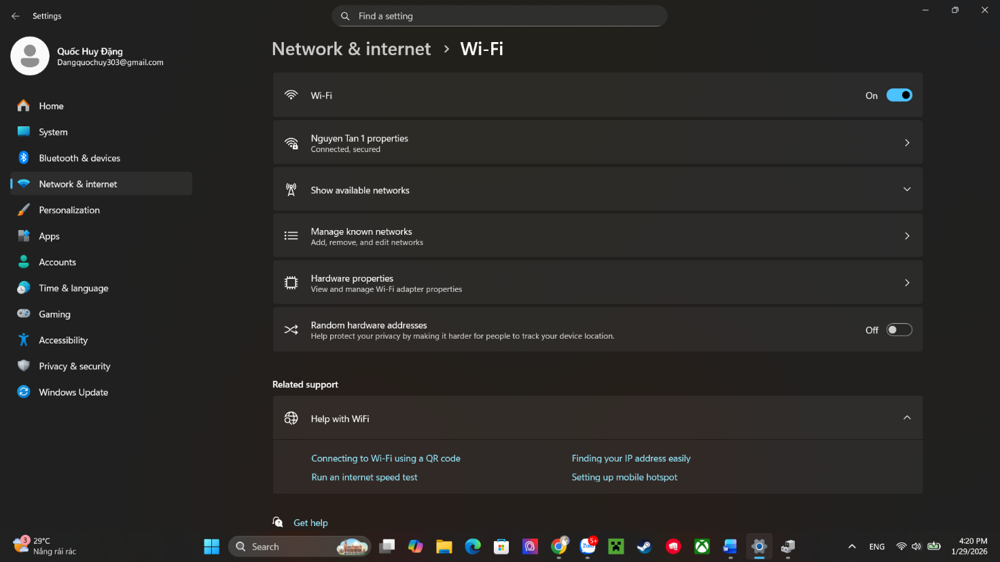 Settings
Find a setting
Quốc Huy Đặng
Dangquochuy303@gmail.com
Home
System
Bluetooth & devices
Network & internet
Personalization
Apps
Accounts
Time & language
Gaming
Accessibility
Privacy & security
Windows Update
Network & internet > Wi-Fi
Wi-Fi
On
Nguyen Tan 1 properties
Connected, secured
Show available networks
Manage known networks
Add, remove, and edit networks
Hardware properties
View and manage Wi-Fi adapter properties
Random hardware addresses
Help protect your privacy by making it harder for people to track your device location.
Off
Related support
Help with WiFi
Connecting to Wi-Fi using a QR code
Finding your IP address easily
Run an internet speed test
Setting up mobile hotspot
Get help
3
29°C
Nắng rải rác
Search
Zalo
5+
W
ENG
4:20 PM
1/29/2026